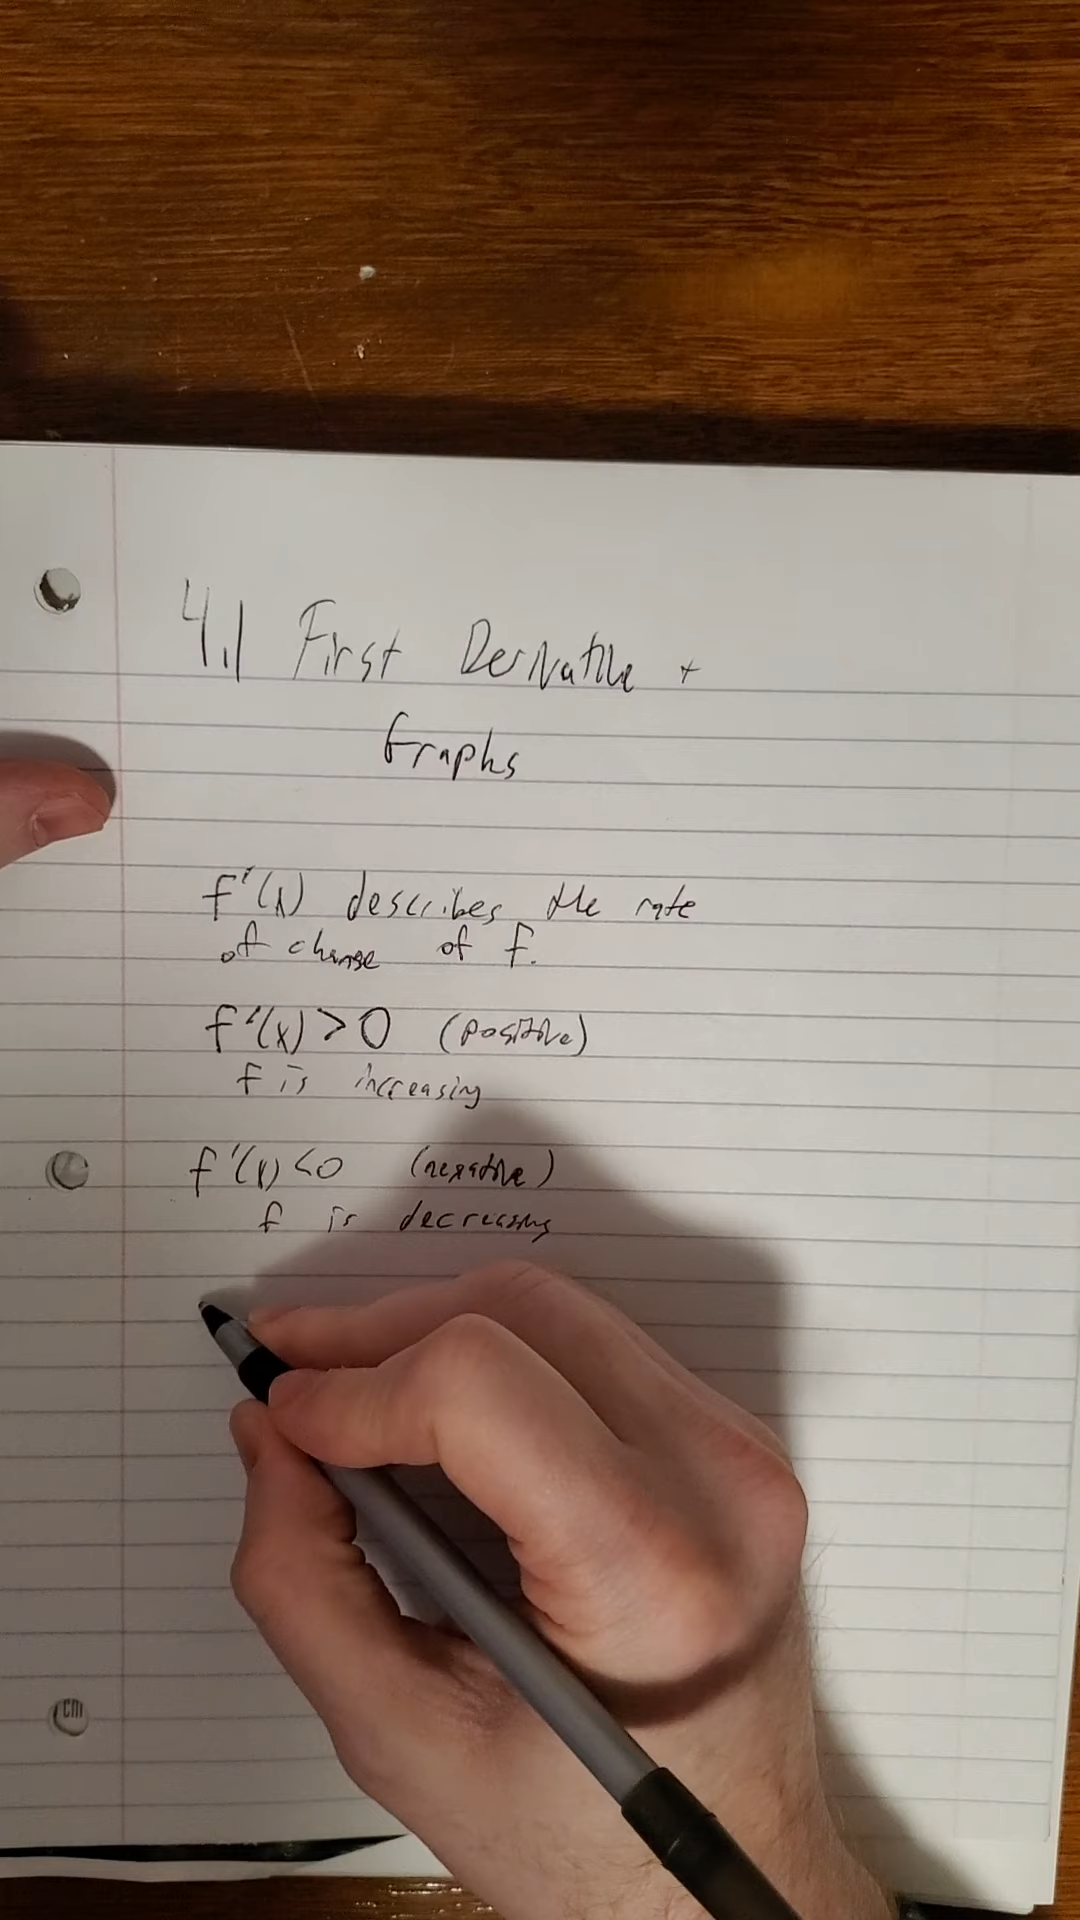 4.1 First Derivative +
Graphs
f'(x) describes the rate
of change of f.
f'(x) > 0 (positive)
f is increasing
f'(x) < 0 (negative)
f is decreasing